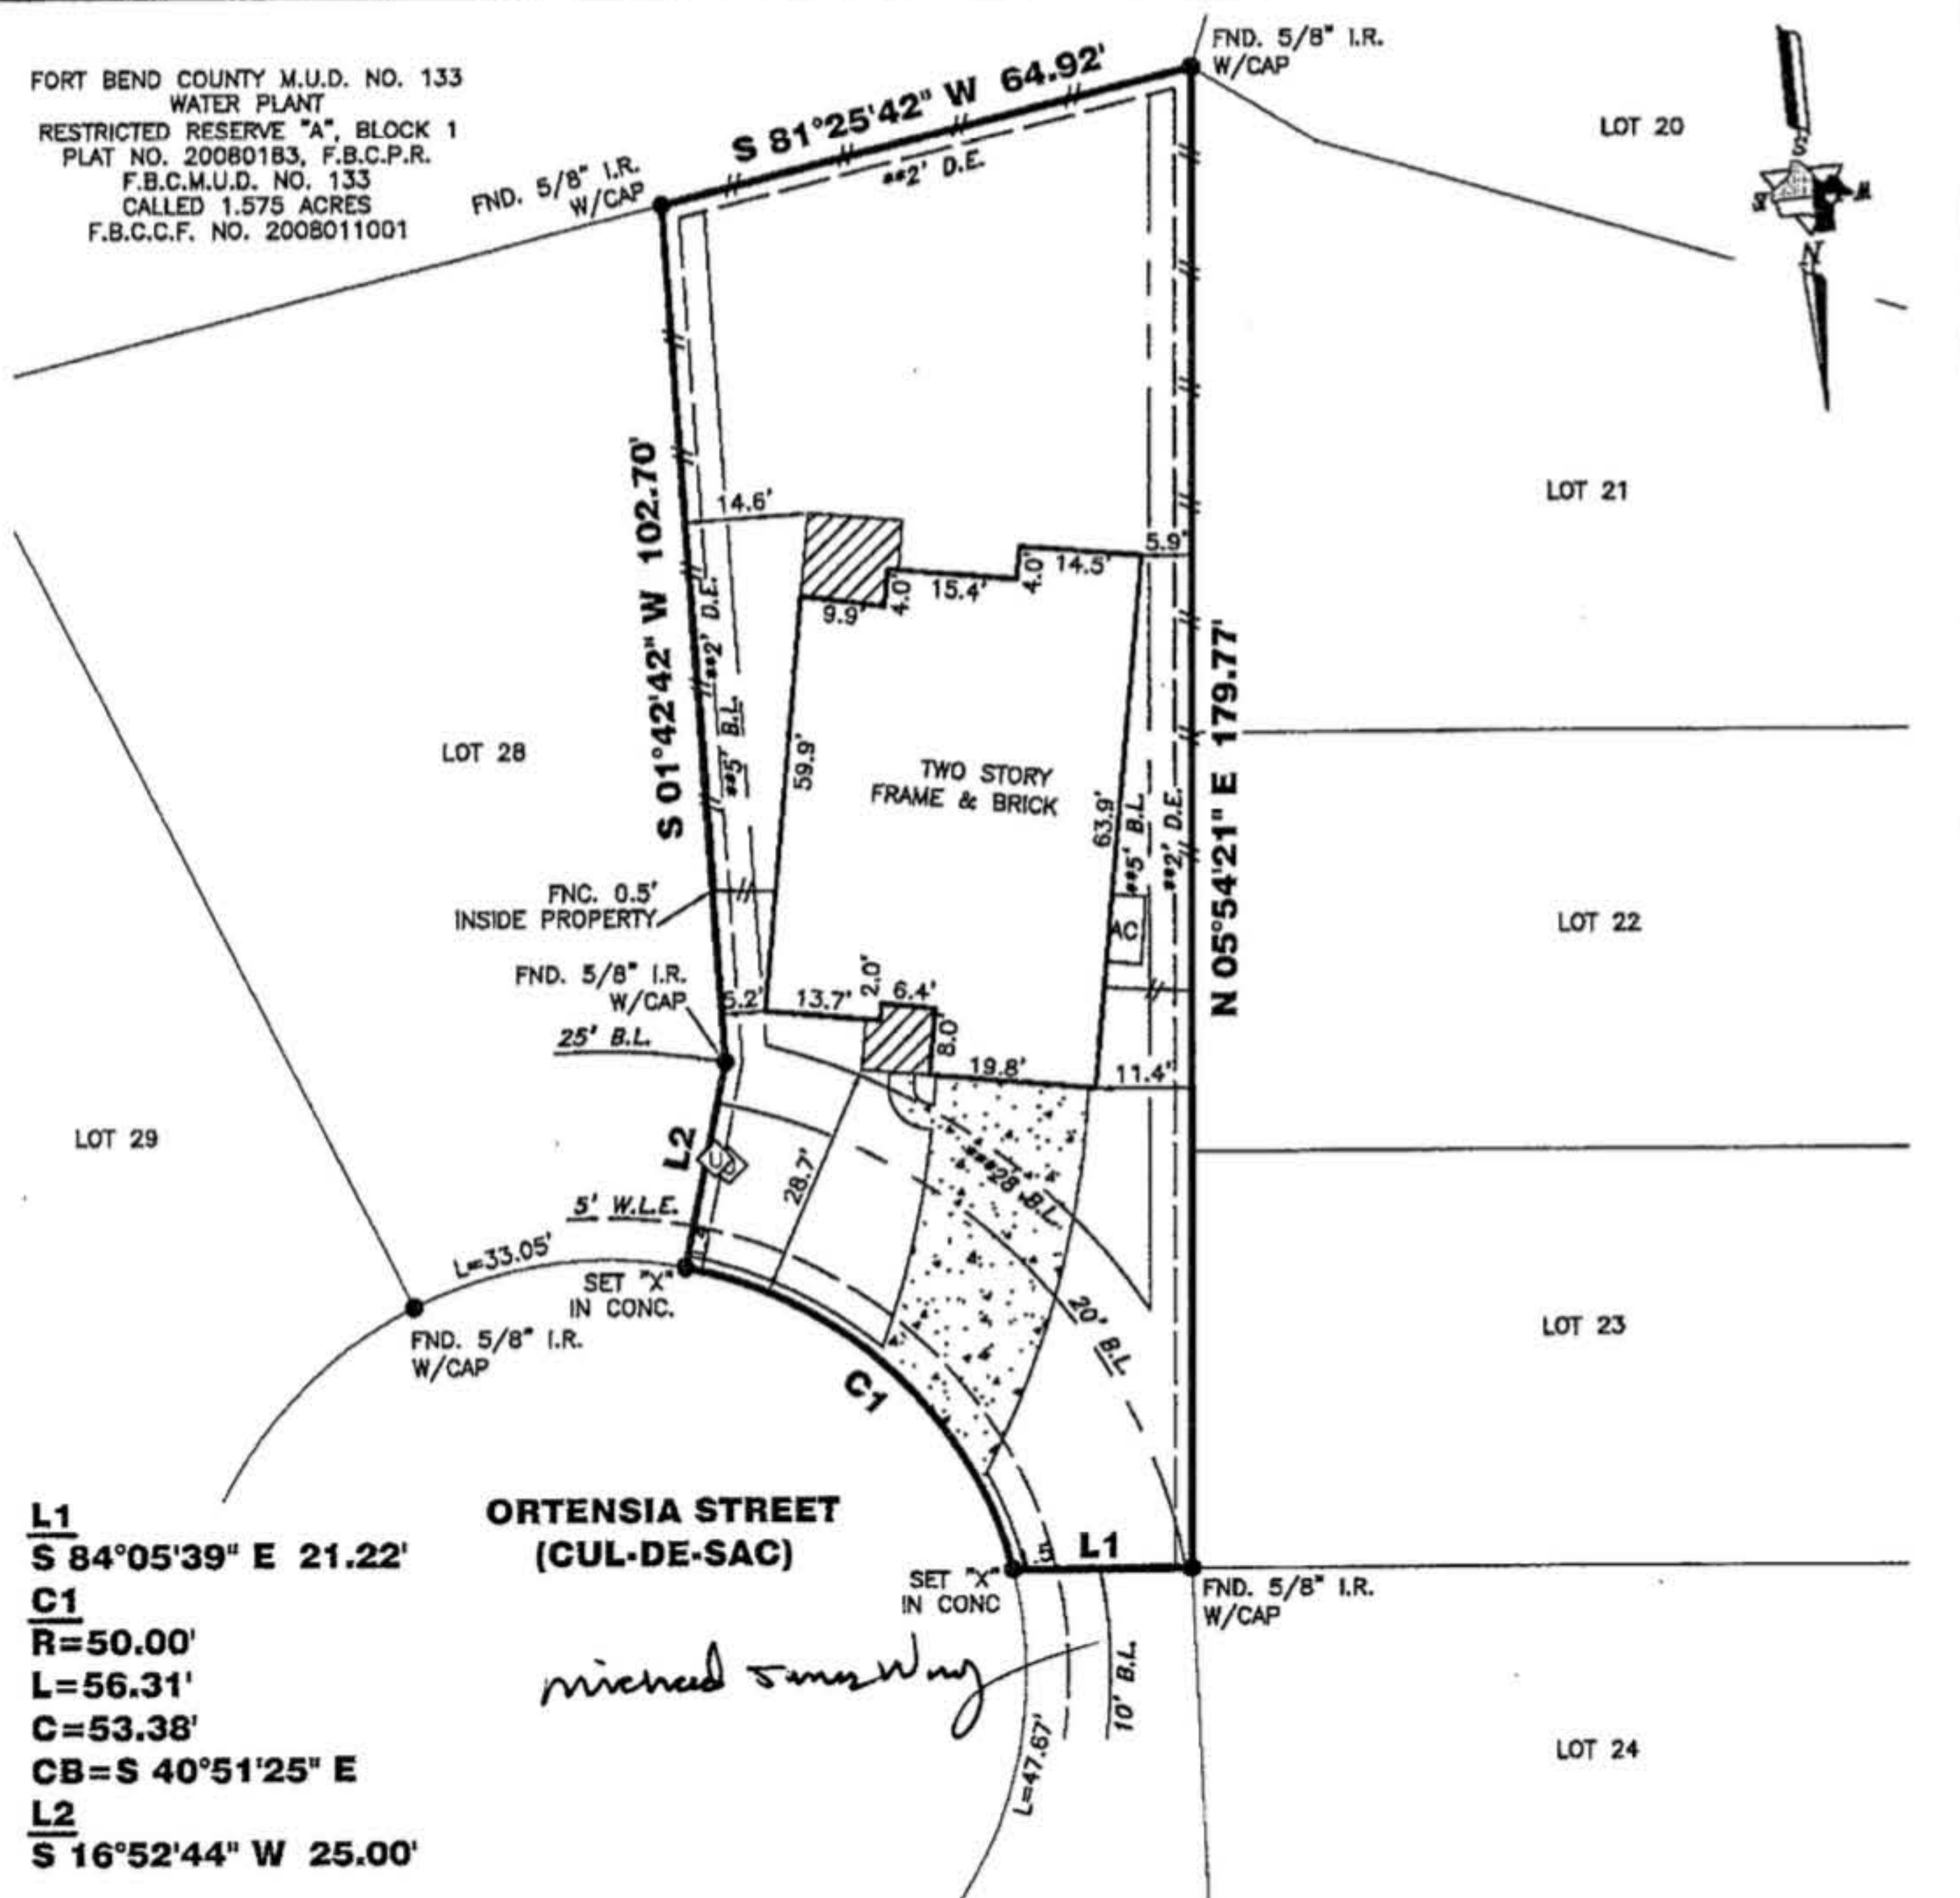 FORT BEND COUNTY M.U.D. NO. 133
WATER PLANT
RESTRICTED RESERVE "A", BLOCK 1
PLAT NO. 20080183, F.B.C.P.R.
F.B.C.M.U.D. NO. 133
CALLED 1.575 ACRES
F.B.C.C.F. NO. 2008011001
FND. 5/8" I.R.
W/CAP
S 81°25'42" W 64.92'
**2' D.E.
FND. 5/8" I.R.
W/CAP
LOT 20
S
N
LOT 21
S 01°42'42" W 102.70'
14.6'
**2' D.E.
**5' B.L.
9.9'
4.0'
15.4'
4.0'
14.5'
5.9'
N 05°54'21" E 179.77'
LOT 28
59.9'
TWO STORY
FRAME & BRICK
63.9'
**5' B.L.
**2' D.E.
AC
LOT 22
FNC. 0.5'
INSIDE PROPERTY
FND. 5/8" I.R.
W/CAP
25' B.L.
5.2'
13.7'
2.0'
6.4'
8.0'
19.8'
11.4'
LOT 29
L2
28.7'
***28' B.L.
5' W.L.E.
L=33.05'
SET "X"
IN CONC.
20' B.L.
LOT 23
FND. 5/8" I.R.
W/CAP
C1
L1
S 84°05'39" E 21.22'
C1
R=50.00'
L=56.31'
C=53.38'
CB=S 40°51'25" E
L2
S 16°52'44" W 25.00'
ORTENSIA STREET
(CUL-DE-SAC)
SET "X"
IN CONC
L1
FND. 5/8" I.R.
W/CAP
10' B.L.
L=47.67'
LOT 24